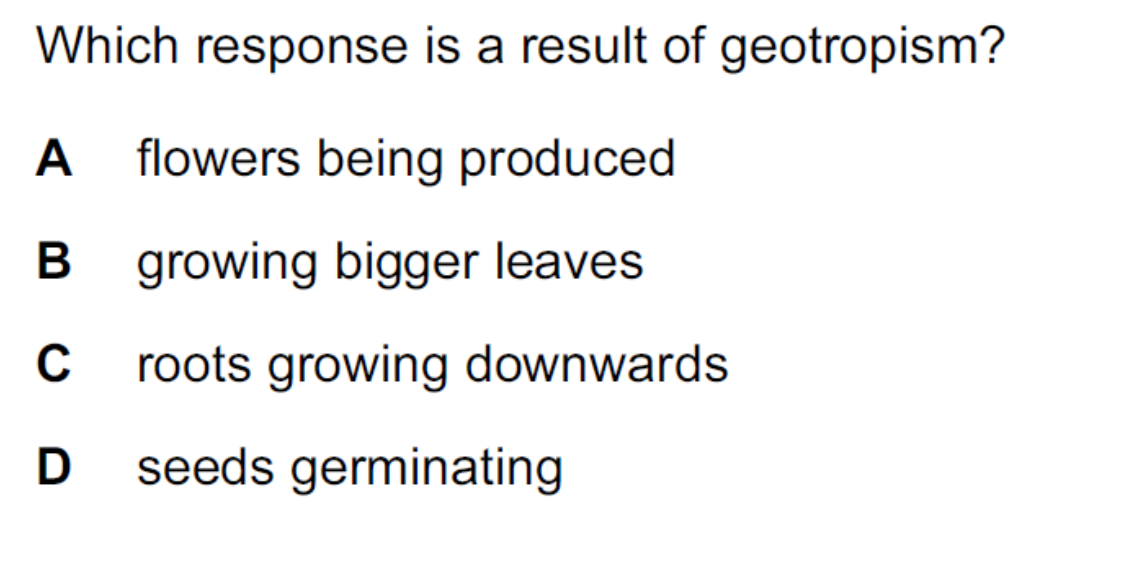 Which response is a result of geotropism?
A flowers being produced
B growing bigger leaves
C roots growing downwards
D seeds germinating